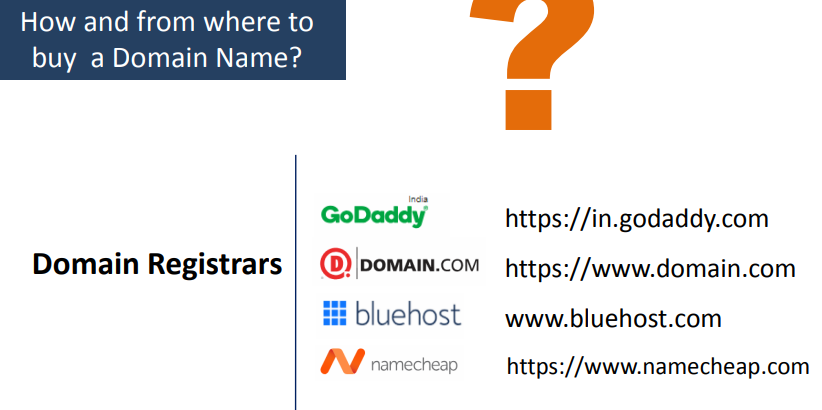 How and from where to
buy a Domain Name?
?
Domain Registrars
India
GoDaddy
https://in.godaddy.com
D! DOMAIN.COM
https://www.domain.com
bluehost
www.bluehost.com
namecheap
https://www.namecheap.com